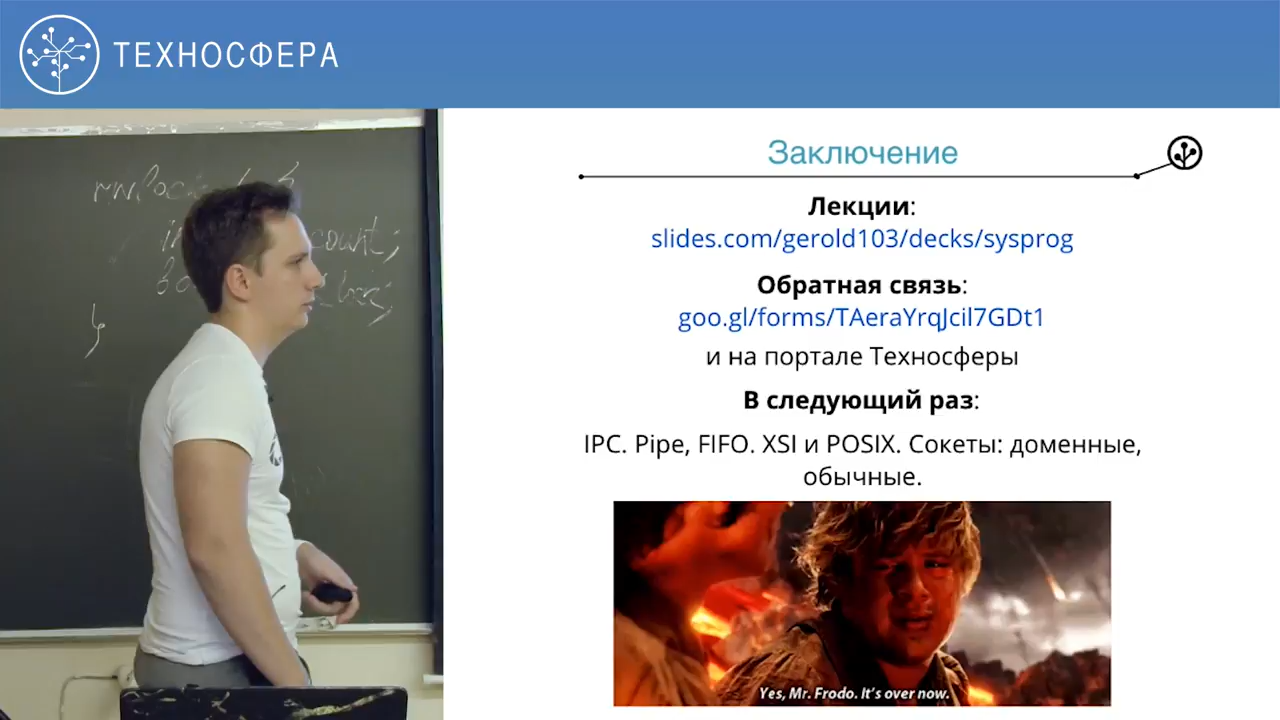 ТЕХНОСФЕРА
Заключение
Лекции:
slides.com/gerold103/decks/sysprog
Обратная связь:
goo.gl/forms/TAeraYrqJcil7GDt1
и на портале Техносферы
В следующий раз:
IPC. Pipe, FIFO. XSI и POSIX. Сокеты: доменные,
обычные.
Yes, Mr. Frodo. It's over now.
count;